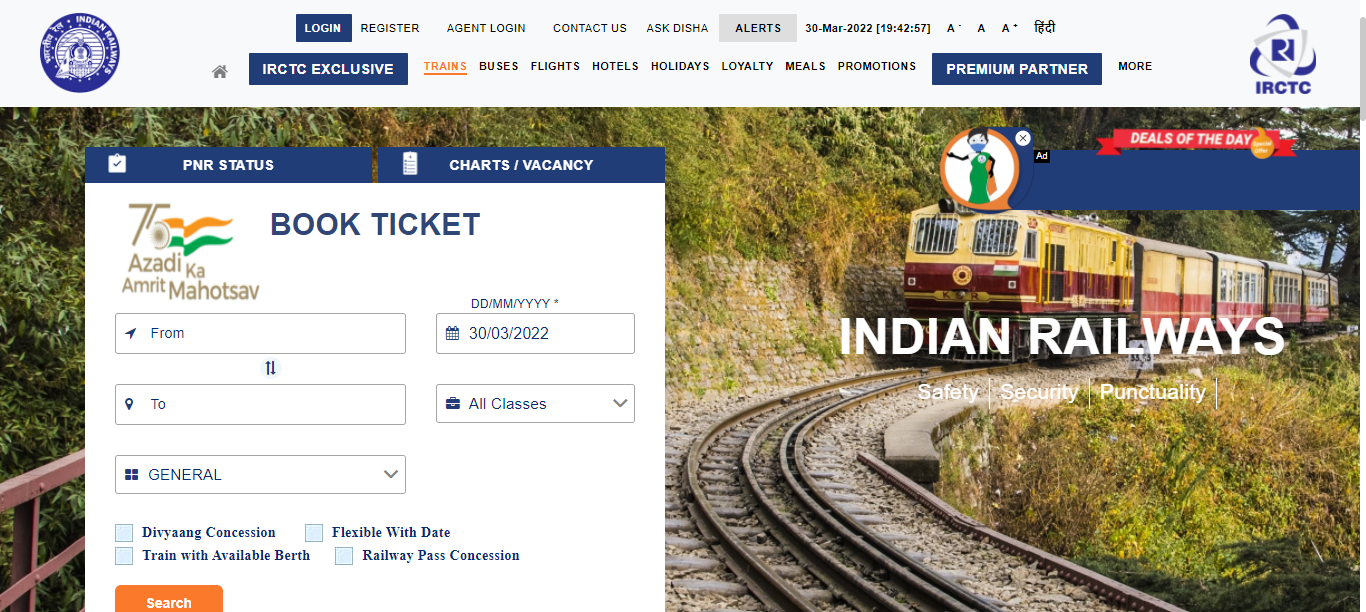 LOGIN REGISTER AGENT LOGIN CONTACT US ASK DISHA ALERTS 30-Mar-2022 [19:42:57] A- A A+ हिंदी
INDIAN RAILWAYS
भारतीय रेल
IRCTC EXCLUSIVE TRAINS BUSES FLIGHTS HOTELS HOLIDAYS LOYALTY MEALS PROMOTIONS PREMIUM PARTNER MORE
IRCTC
PNR STATUS CHARTS / VACANCY
DEALS OF THE DAY
Special Offer
Ad
75
Azadi Ka
Amrit Mahotsav
BOOK TICKET
DD/MM/YYYY *
From 30/03/2022
To All Classes
GENERAL
Divyaang Concession Flexible With Date
Train with Available Berth Railway Pass Concession
Search
INDIAN RAILWAYS
Safety Security Punctuality